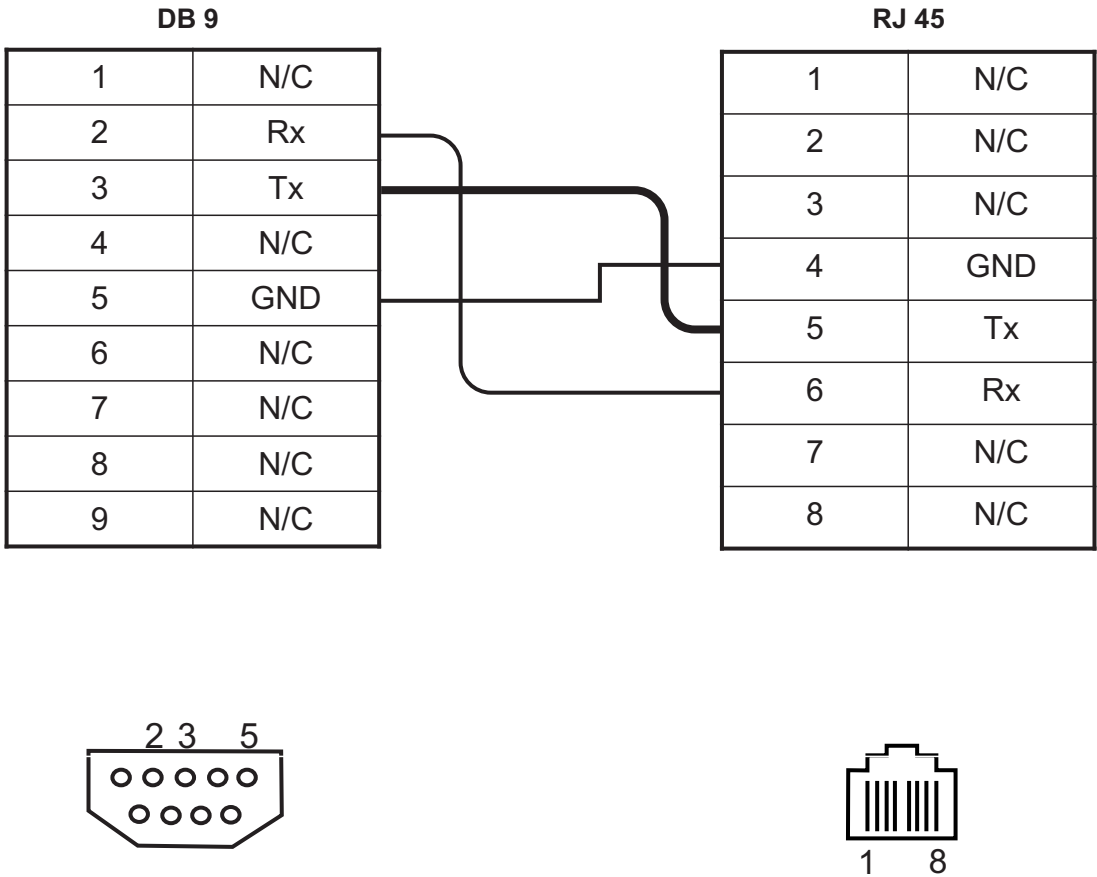 DB 9
1 N/C
2 Rx
3 Tx
4 N/C
5 GND
6 N/C
7 N/C
8 N/C
9 N/C
RJ 45
1 N/C
2 N/C
3 N/C
4 GND
5 Tx
6 Rx
7 N/C
8 N/C
2 3 5
1 8